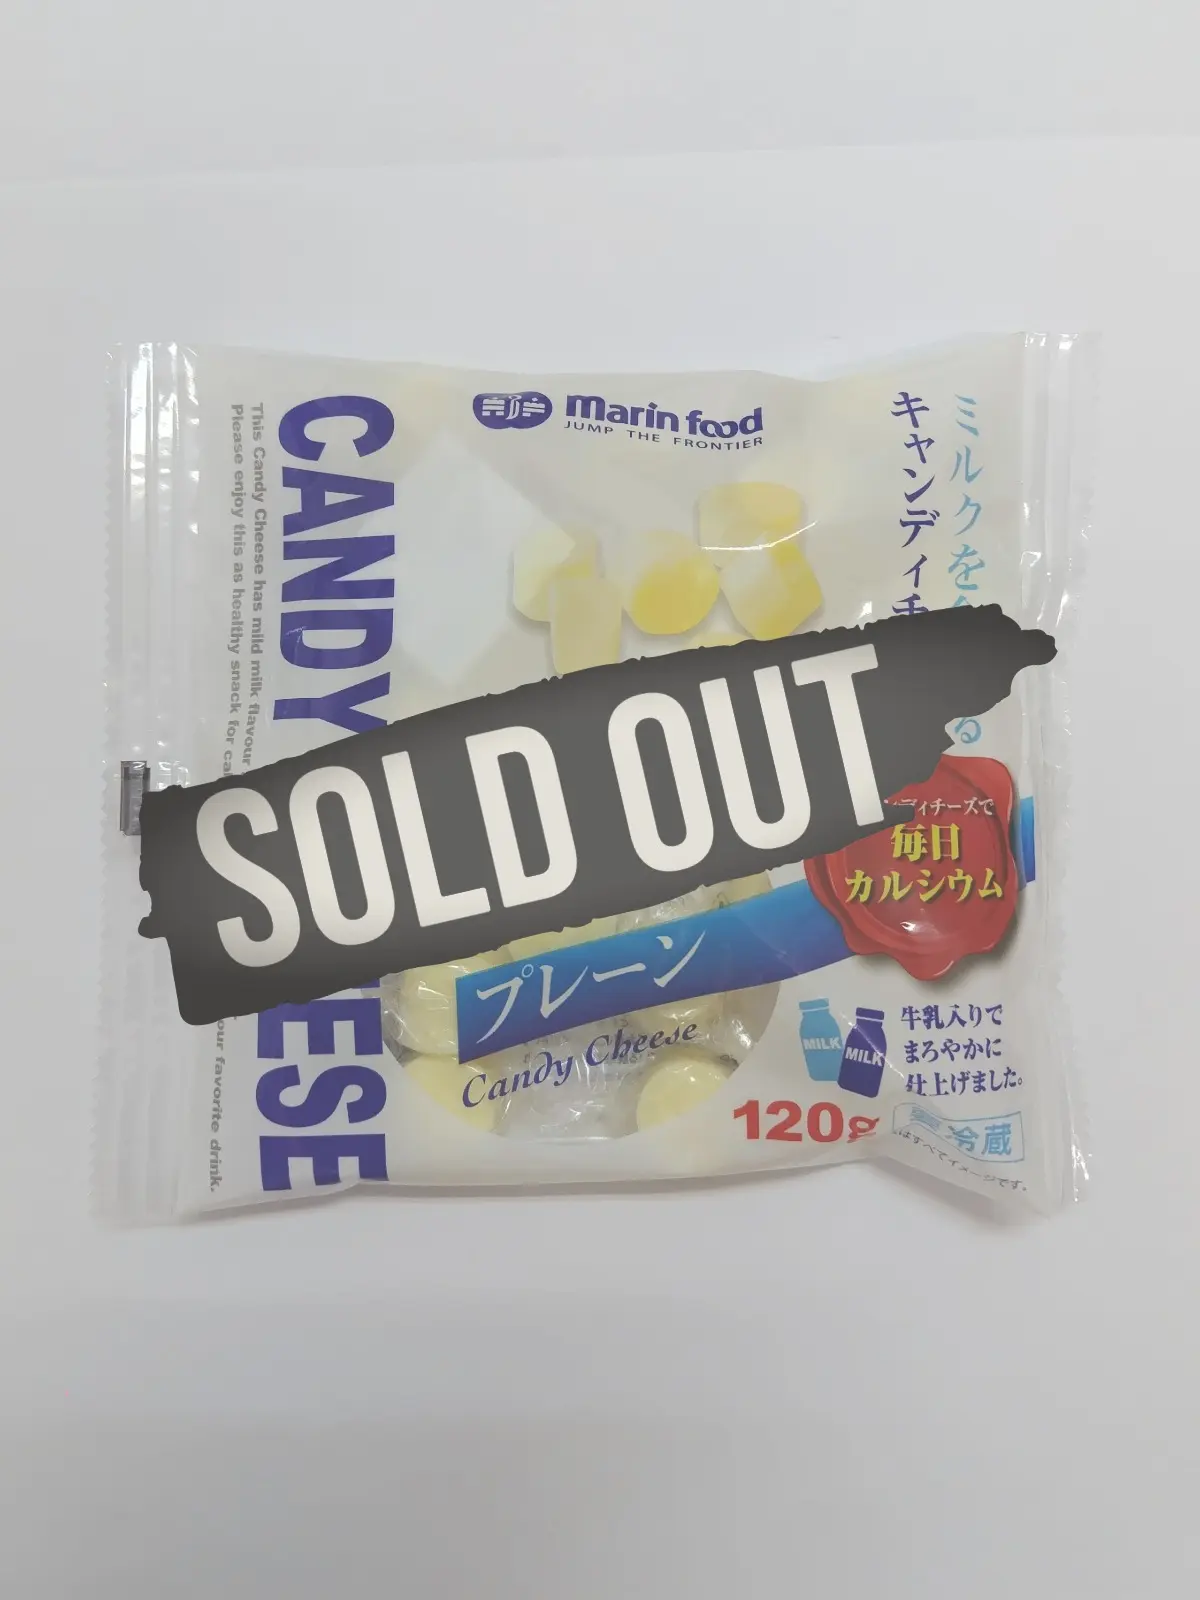 marin food
JUMP THE FRONTIER
ミルクを
キャンディチ
CANDY
This Candy Cheese has mild milk flavour
Please enjoy this as healthy snack for
our favorite drink.
SOLD OUT
ディチーズで
毎日
カルシウム
プレーン
Candy Cheese
MILK
MILK
牛乳入りで
まろやかに
仕上げました。
120g
冷蔵
はすべてイメージです。